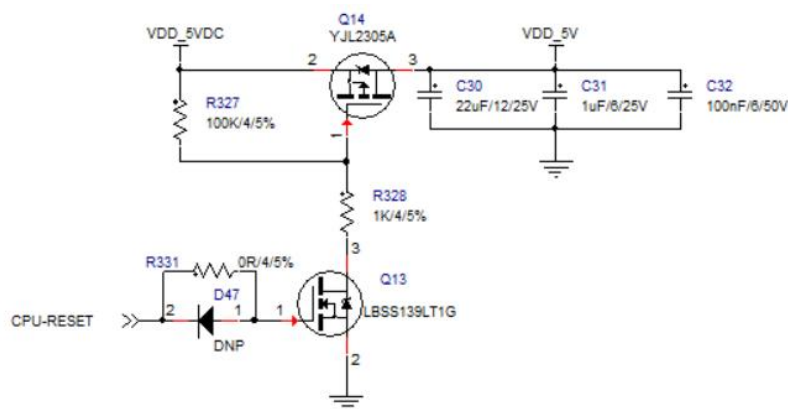 Q14
YJL2305A
VDD_5VDC
VDD_5V
2
3
R327
100K/4/5%
C30
22uF/12/25V
C31
1uF/6/25V
C32
100nF/6/50V
1
R328
1K/4/5%
3
R331
0R/4/5%
Q13
D47
LBSS139LT1G
CPU-RESET
2
1
1
DNP
2